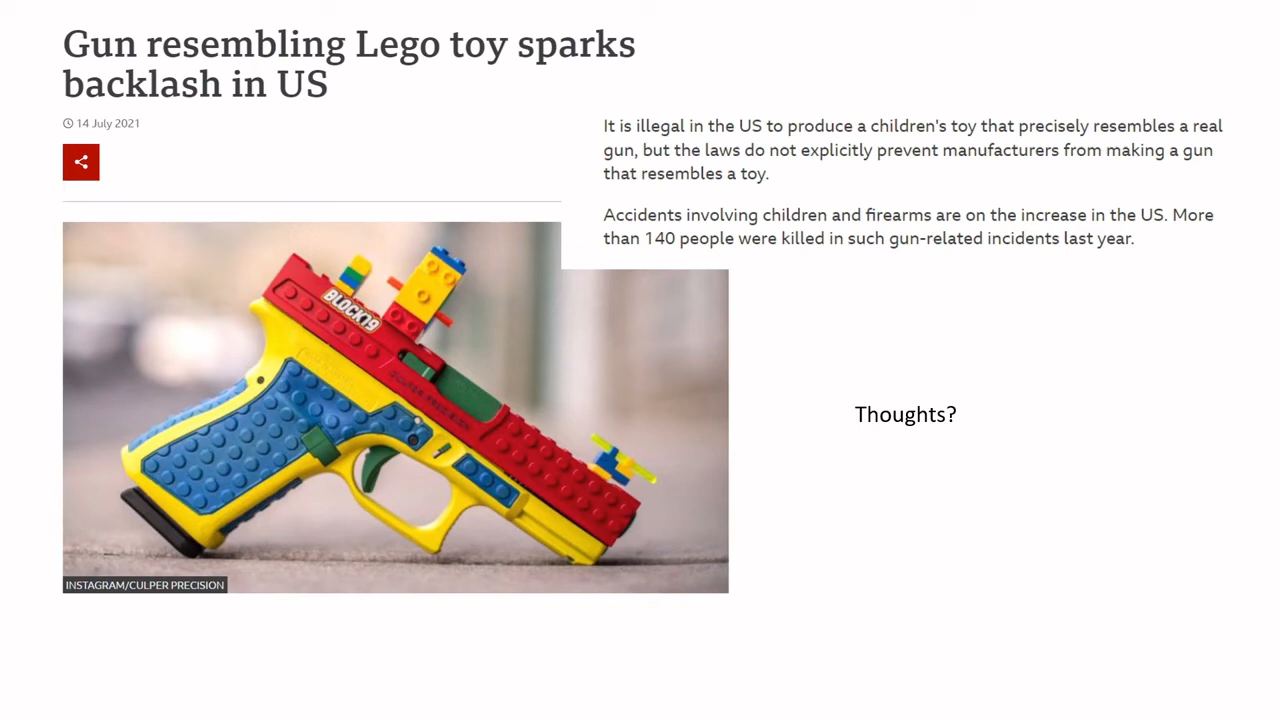 Gun resembling Lego toy sparks
backlash in US
14 July 2021
It is illegal in the US to produce a children's toy that precisely resembles a real
gun, but the laws do not explicitly prevent manufacturers from making a gun
that resembles a toy.
Accidents involving children and firearms are on the increase in the US. More
than 140 people were killed in such gun-related incidents last year.
BLOCK19
CULPER PRECISION
Thoughts?
INSTAGRAM/CULPER PRECISION